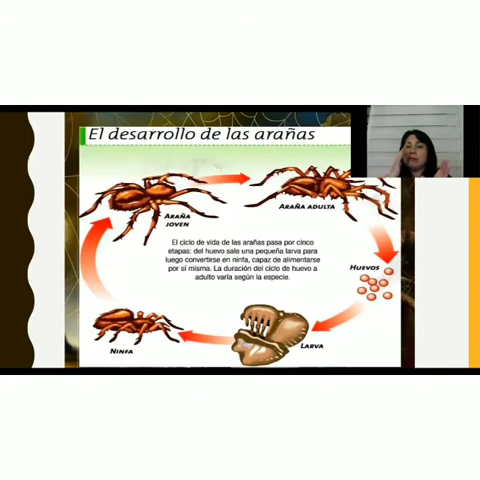 El desarrollo de las arañas
ARAÑA
JOVEN
ARAÑA ADULTA
El ciclo de vida de las arañas pasa por cinco
etapas: del huevo sale una pequeña larva para
luego convertirse en ninfa, capaz de alimentarse
por sí misma. La duración del ciclo de huevo a
adulto varía según la especie.
HUEVOS
LARVA
NINFA